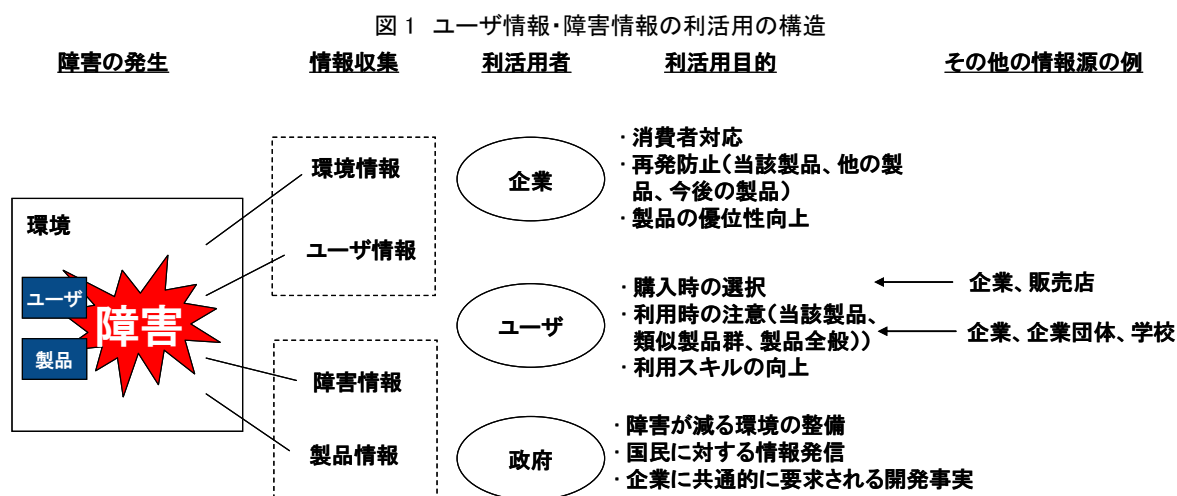 図1 ユーザ情報・障害情報の利活用の構造
障害の発生
情報収集
利活用者
利活用目的
その他の情報源の例
環境
ユーザ
製品
障害
環境情報
ユーザ情報
障害情報
製品情報
企業
・消費者対応
・再発防止(当該製品、他の製
品、今後の製品)
・製品の優位性向上
ユーザ
・購入時の選択
・利用時の注意(当該製品、
類似製品群、製品全般))
・利用スキルの向上
企業、販売店
企業、企業団体、学校
政府
・障害が減る環境の整備
・国民に対する情報発信
・企業に共通的に要求される開発事実